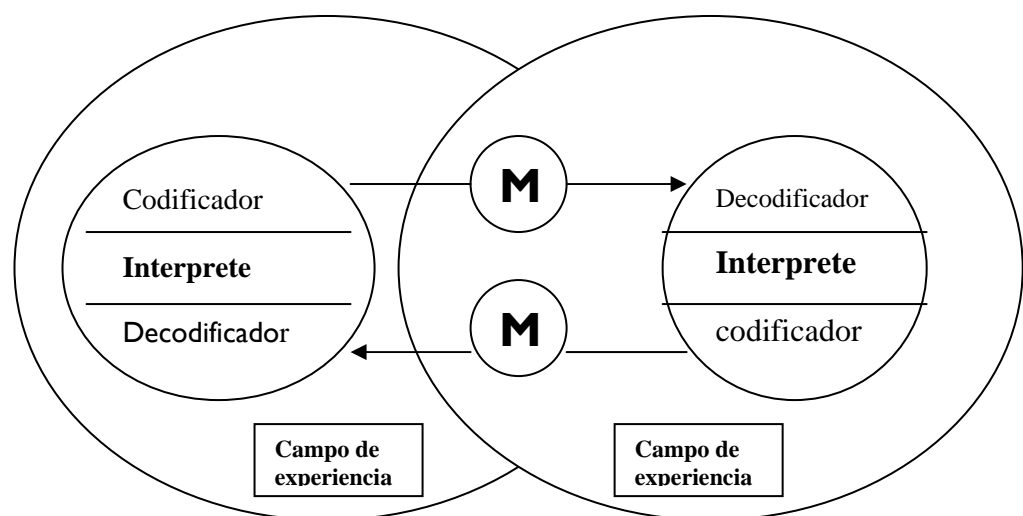 M
Codificador
Interprete
Decodificador
Decodificador
Interprete
codificador
M
Campo de
experiencia
Campo de
experiencia